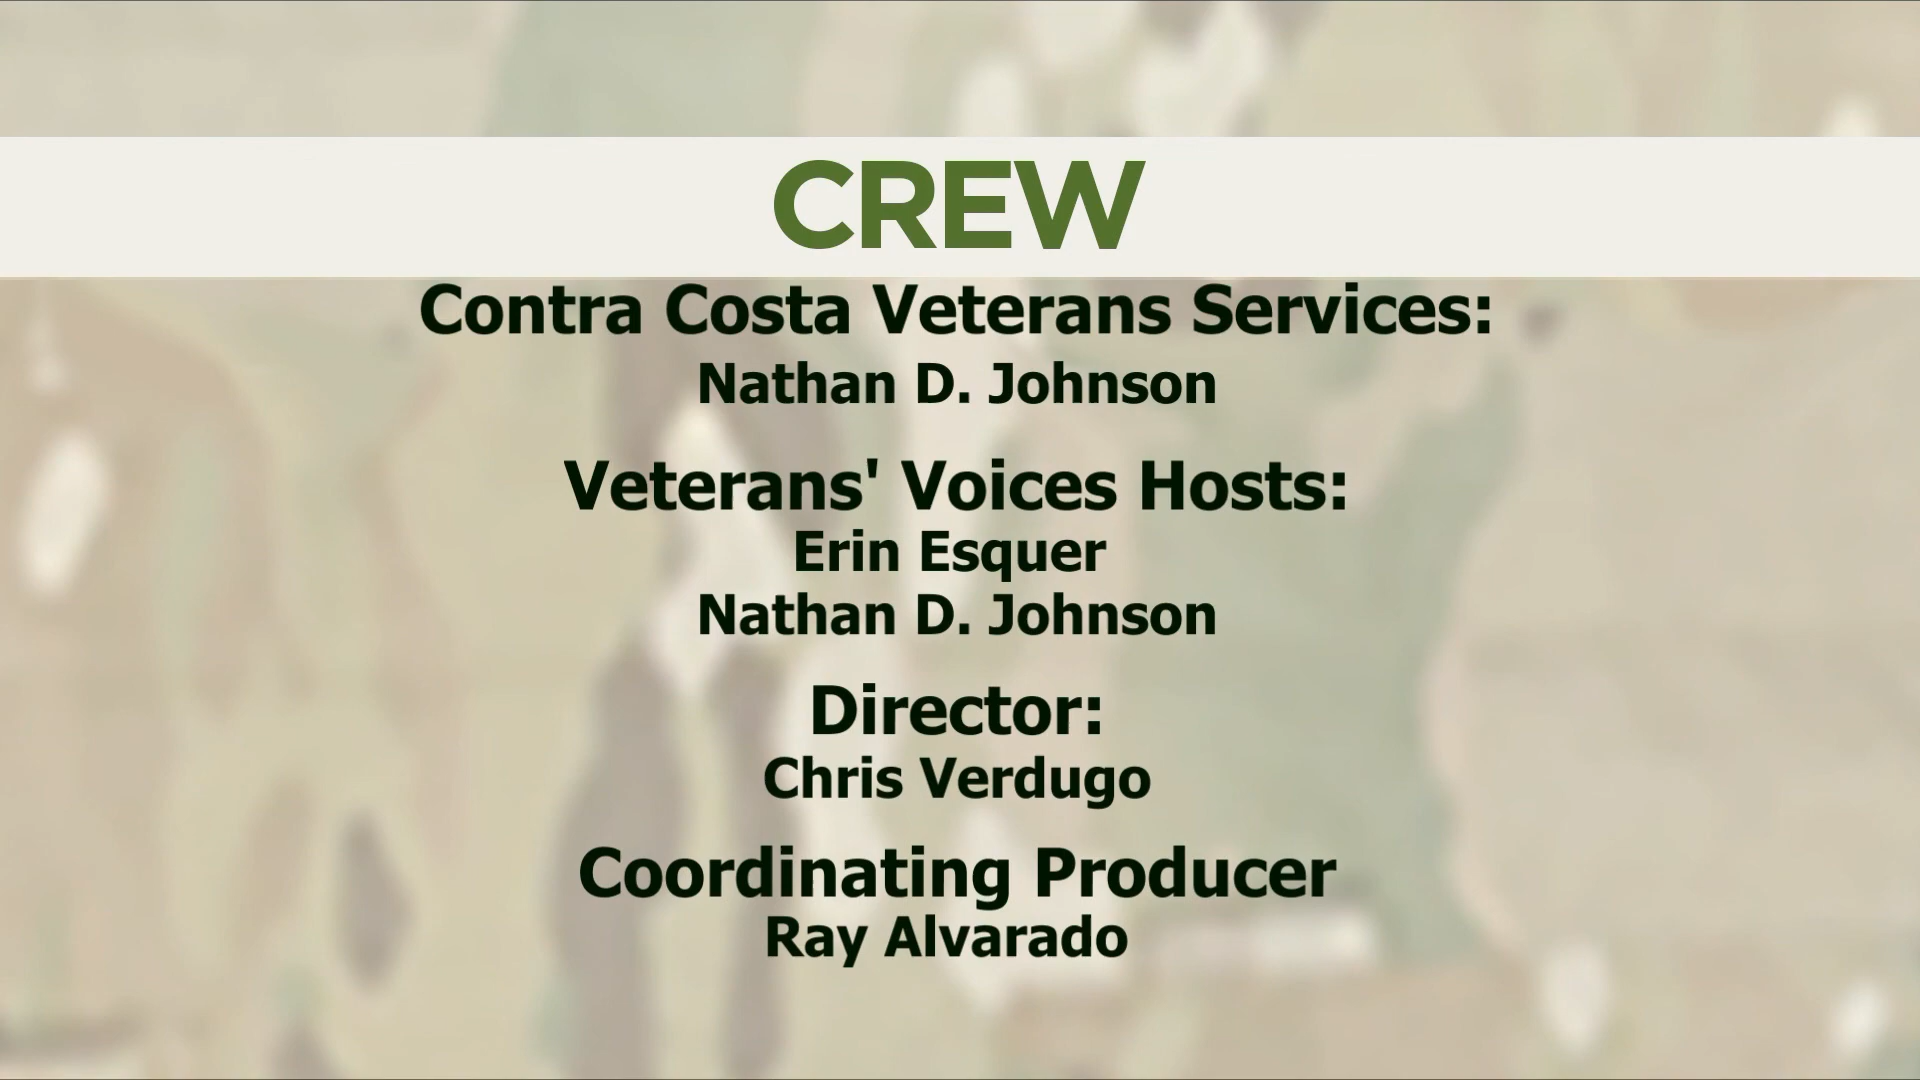 CREW
Contra Costa Veterans Services:
Nathan D. Johnson
Veterans' Voices Hosts:
Erin Esquer
Nathan D. Johnson
Director:
Chris Verdugo
Coordinating Producer
Ray Alvarado